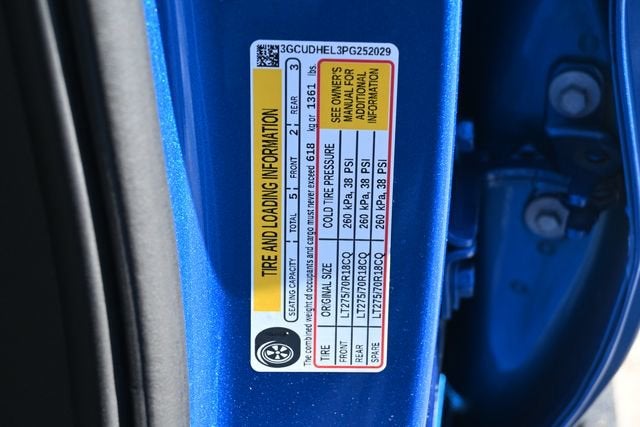 3GCUDHEL3PG252029
TIRE AND LOADING INFORMATION
SEATING CAPACITY TOTAL 5 FRONT 2 REAR 3
The combined weight of occupants and cargo must never exceed 618 kg or 1361 lbs.
TIRE ORIGINAL SIZE COLD TIRE PRESSURE
FRONT LT275/70R18CQ 260 kPa, 38 PSI
REAR LT275/70R18CQ 260 kPa, 38 PSI
SPARE LT275/70R18CQ 260 kPa, 38 PSI
SEE OWNER'S
MANUAL FOR
ADDITIONAL
INFORMATION